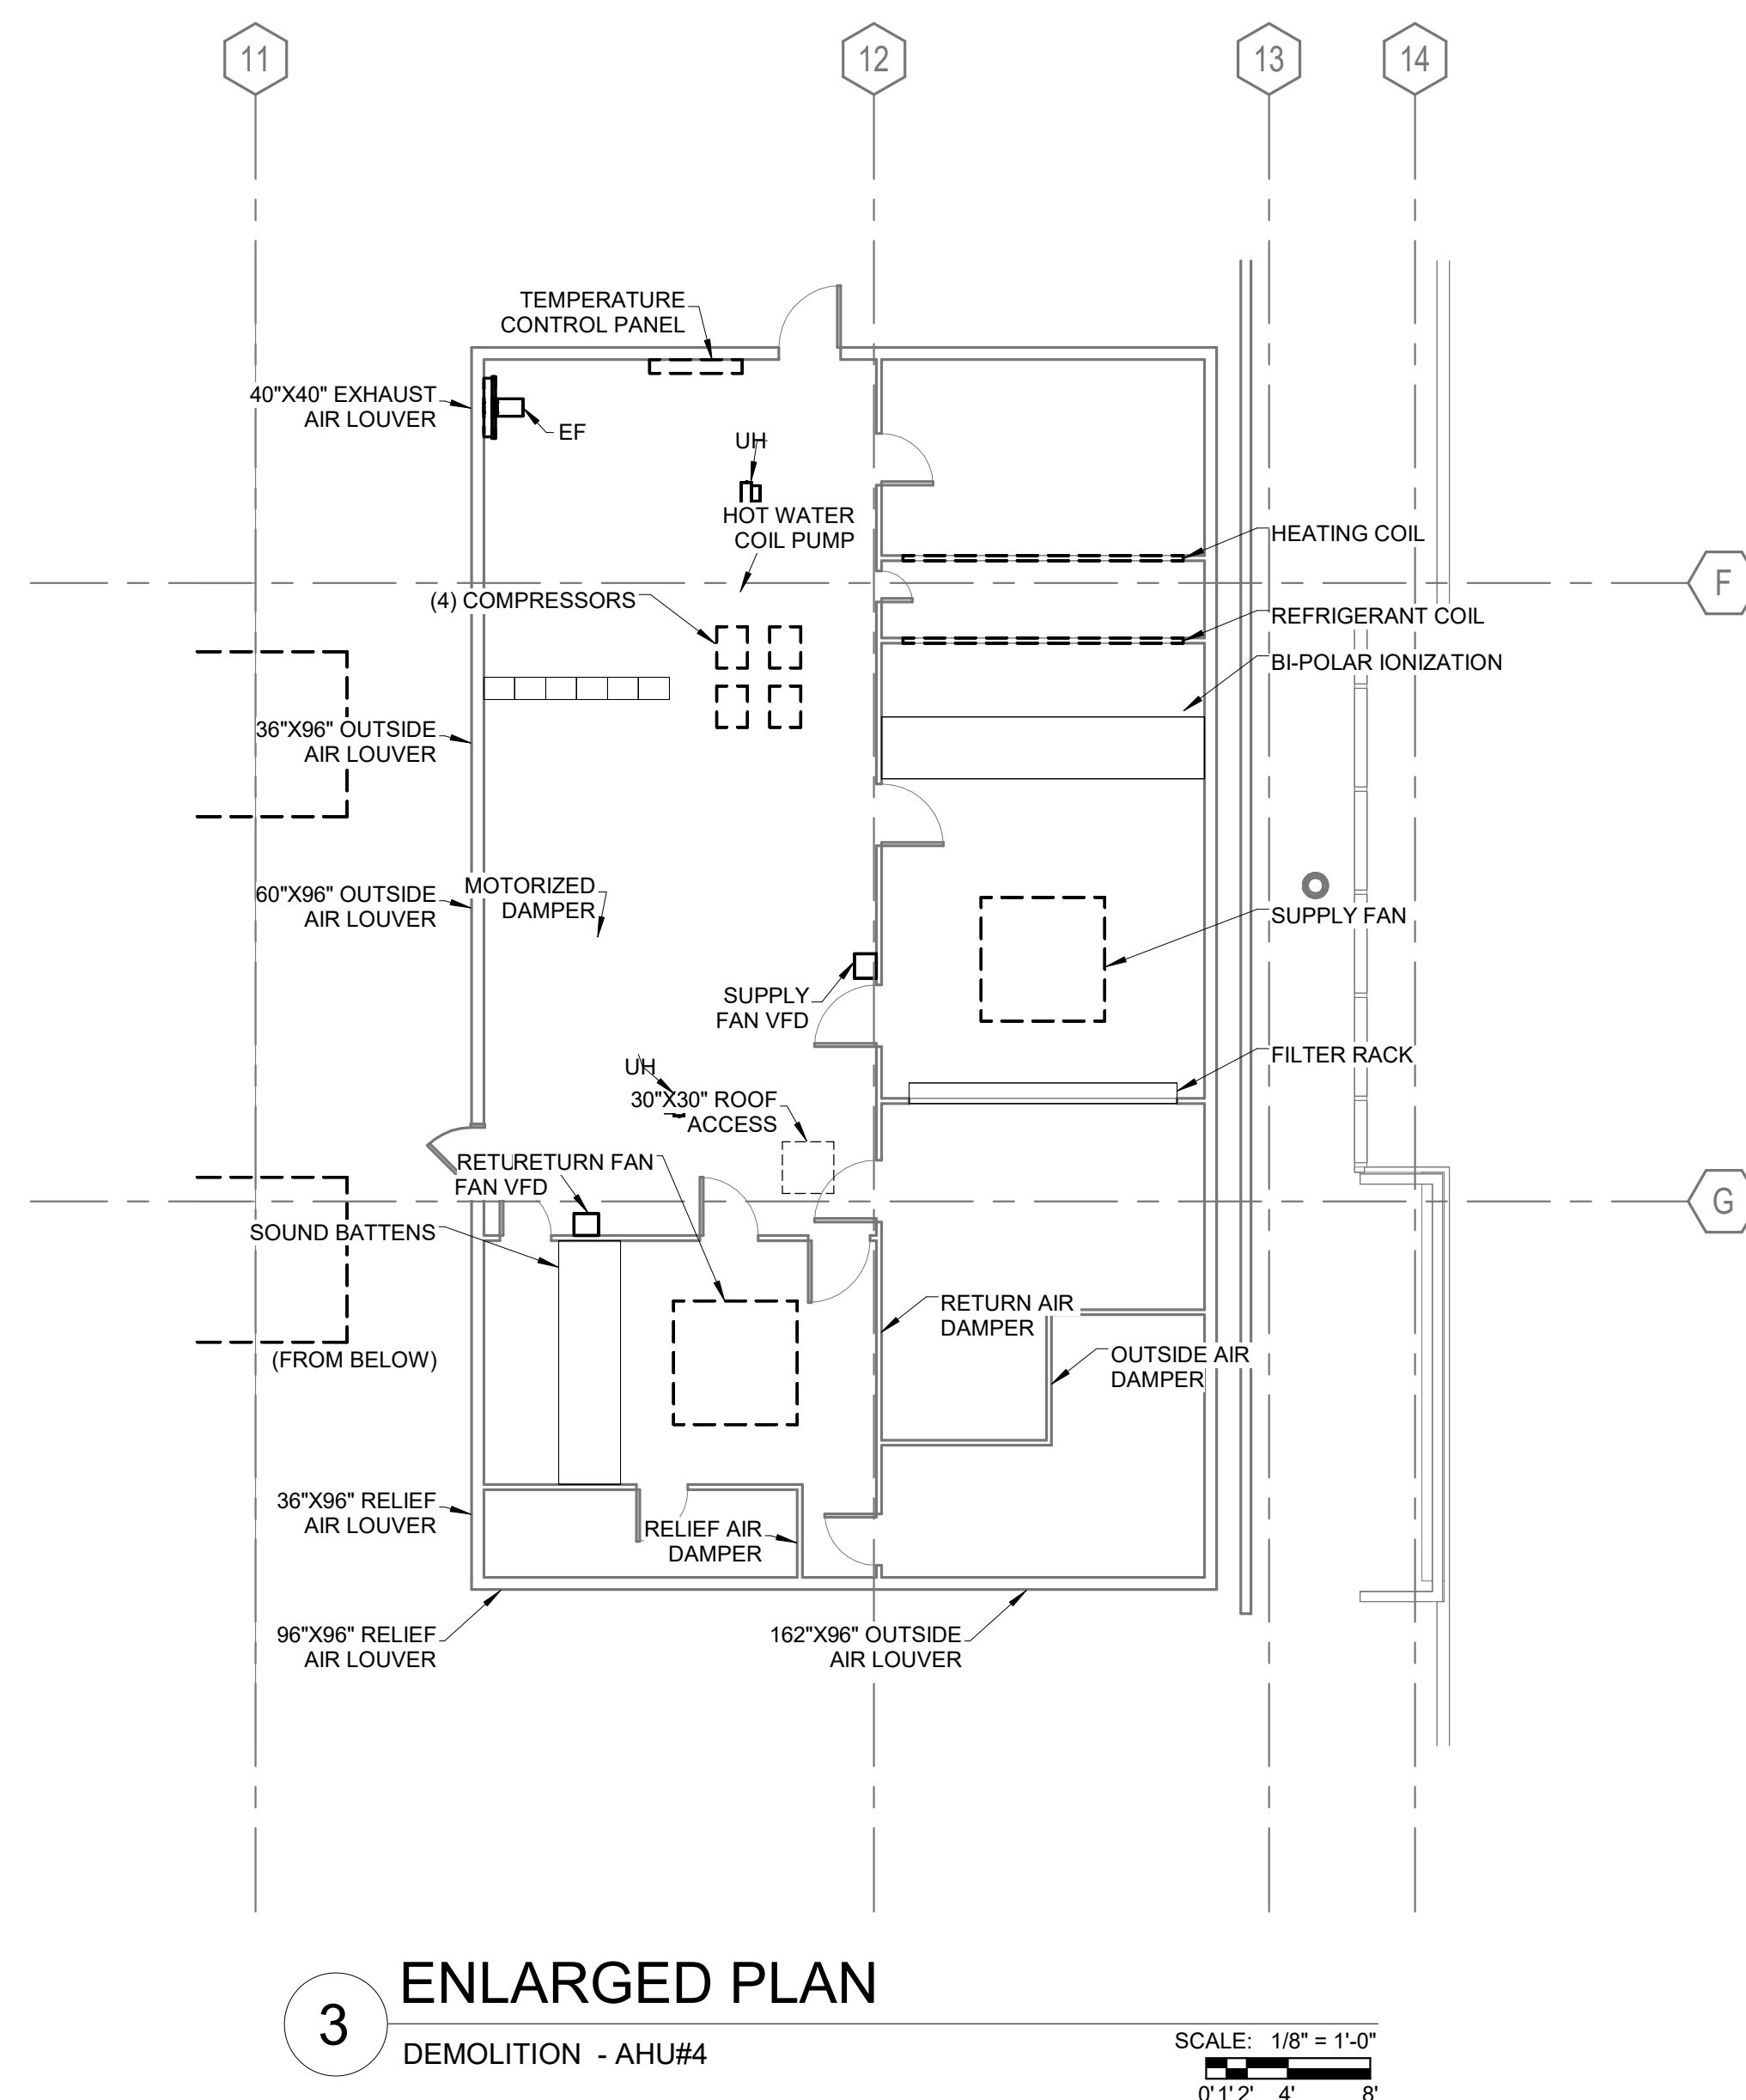 11
12
13
14
TEMPERATURE
CONTROL PANEL
40"X40" EXHAUST
AIR LOUVER
EF
UH
HOT WATER
COIL PUMP
HEATING COIL
F
(4) COMPRESSORS
REFRIGERANT COIL
BI-POLAR IONIZATION
36"X96" OUTSIDE
AIR LOUVER
60"X96" OUTSIDE
AIR LOUVER
MOTORIZED
DAMPER
SUPPLY FAN
SUPPLY
FAN VFD
FILTER RACK
UH
30"X30" ROOF
ACCESS
RETURETURN FAN
FAN VFD
G
SOUND BATTENS
RETURN AIR
DAMPER
(FROM BELOW)
OUTSIDE AIR
DAMPER
36"X96" RELIEF
AIR LOUVER
RELIEF AIR
DAMPER
96"X96" RELIEF
AIR LOUVER
162"X96" OUTSIDE
AIR LOUVER
3
ENLARGED PLAN
DEMOLITION - AHU#4
SCALE: 1/8" = 1'-0"
0' 1' 2' 4' 8'